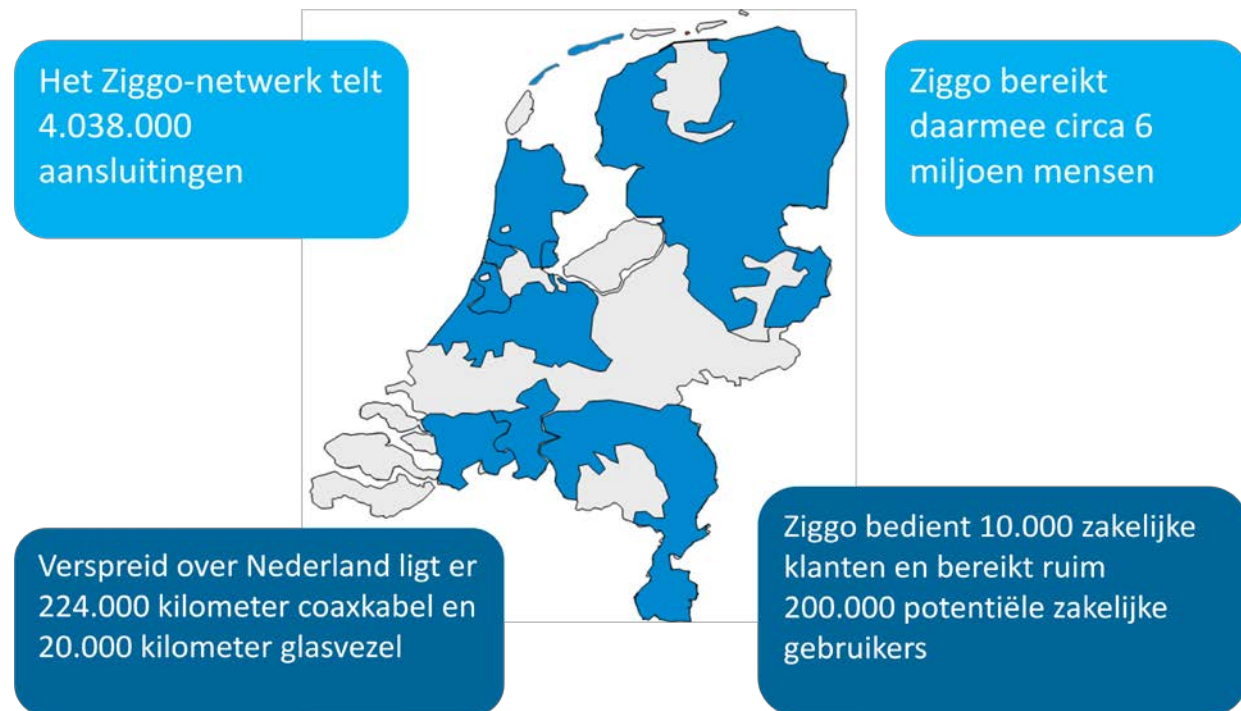 Het Ziggo-netwerk telt
4.038.000
aansluitingen
Ziggo bereikt
daarmee circa 6
miljoen mensen
Verspreid over Nederland ligt er
224.000 kilometer coaxkabel en
20.000 kilometer glasvezel
Ziggo bedient 10.000 zakelijke
klanten en bereikt ruim
200.000 potentiële zakelijke
gebruikers